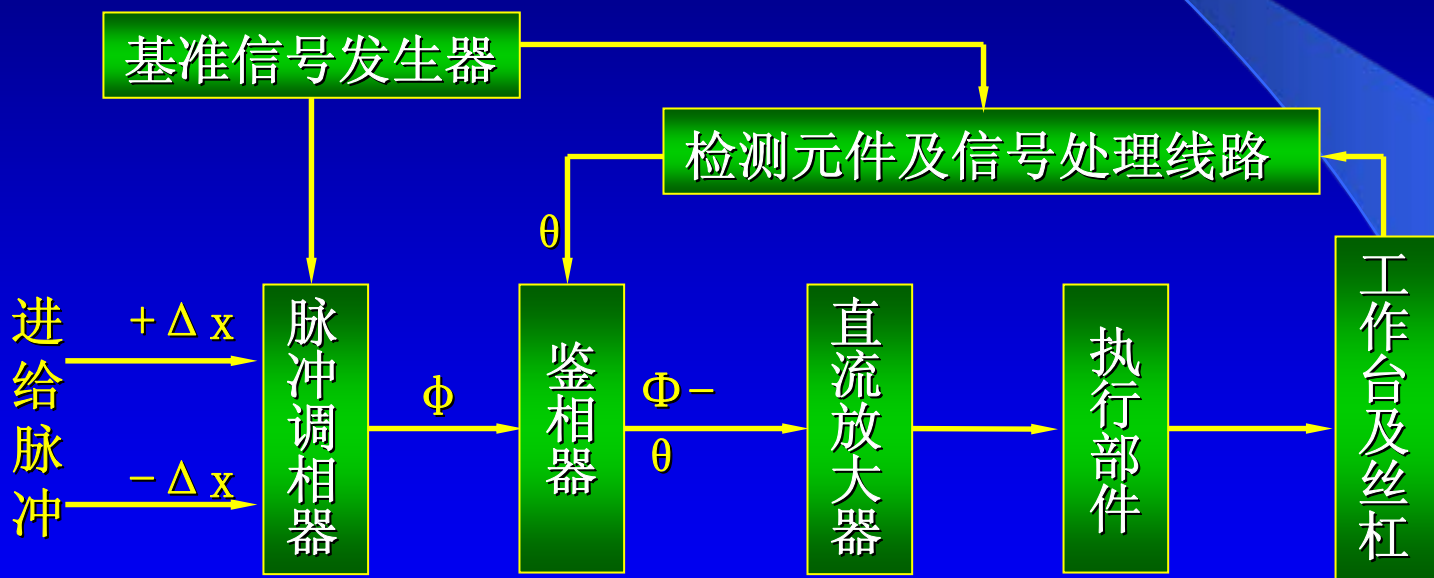 基准信号发生器
检测元件及信号处理线路
θ
进给脉冲
+Δx
-Δx
脉冲调相器
ф
鉴相器
Φ-
θ
直流放大器
执行部件
工作台及丝杠